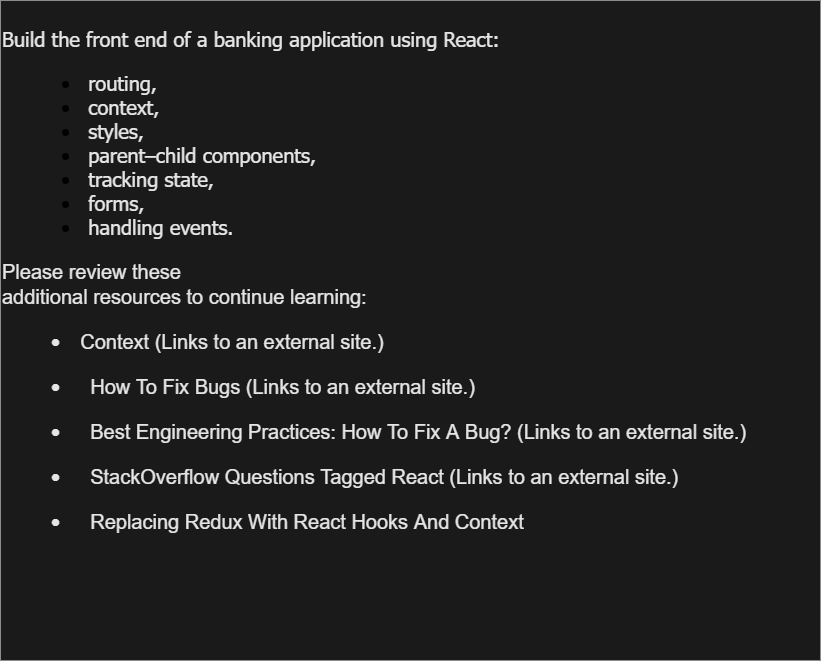 Build the front end of a banking application using React:
• routing,
• context,
• styles,
• parent–child components,
• tracking state,
• forms,
• handling events.
Please review these
additional resources to continue learning:
• Context (Links to an external site.)
• How To Fix Bugs (Links to an external site.)
• Best Engineering Practices: How To Fix A Bug? (Links to an external site.)
• StackOverflow Questions Tagged React (Links to an external site.)
• Replacing Redux With React Hooks And Context